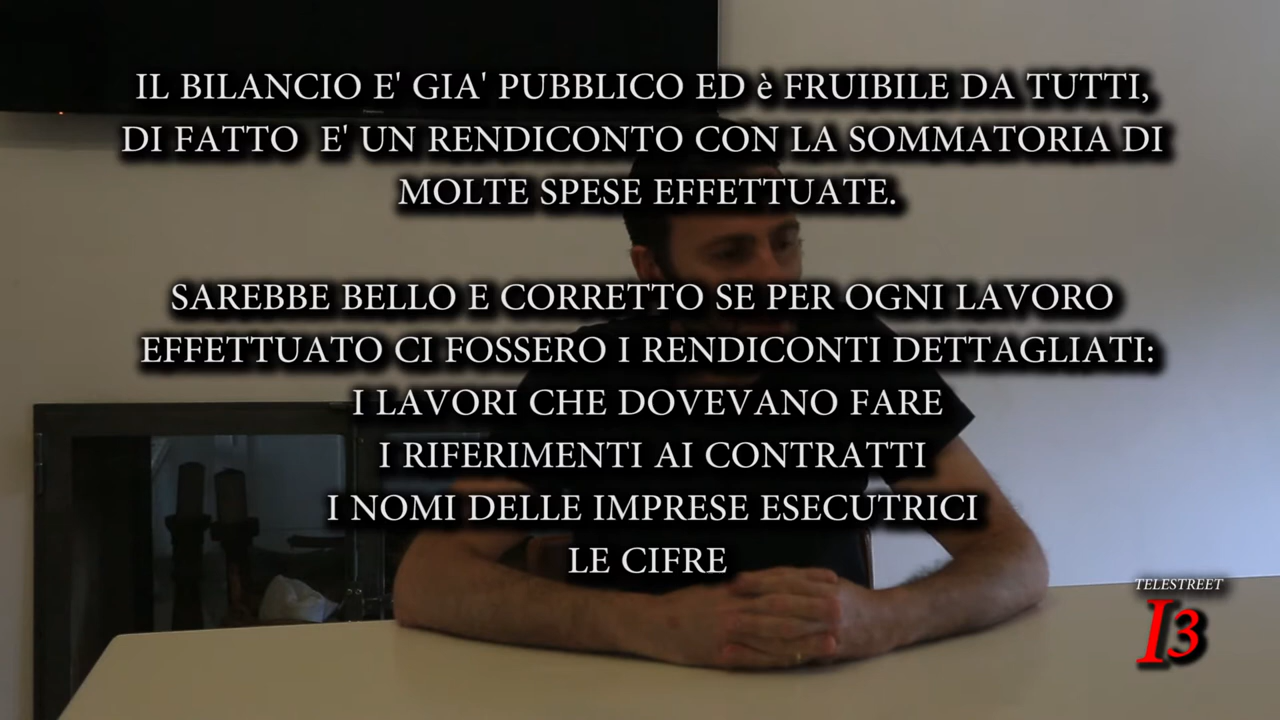 IL BILANCIO E' GIA' PUBBLICO ED è FRUIBILE DA TUTTI,
DI FATTO  E' UN RENDICONTO CON LA SOMMATORIA DI
MOLTE SPESE EFFETTUATE.
SAREBBE BELLO E CORRETTO SE PER OGNI LAVORO
EFFETTUATO CI FOSSERO I RENDICONTI DETTAGLIATI:
I LAVORI CHE DOVEVANO FARE
I RIFERIMENTI AI CONTRATTI
I NOMI DELLE IMPRESE ESECUTRICI
LE CIFRE
TELESTREET
I3